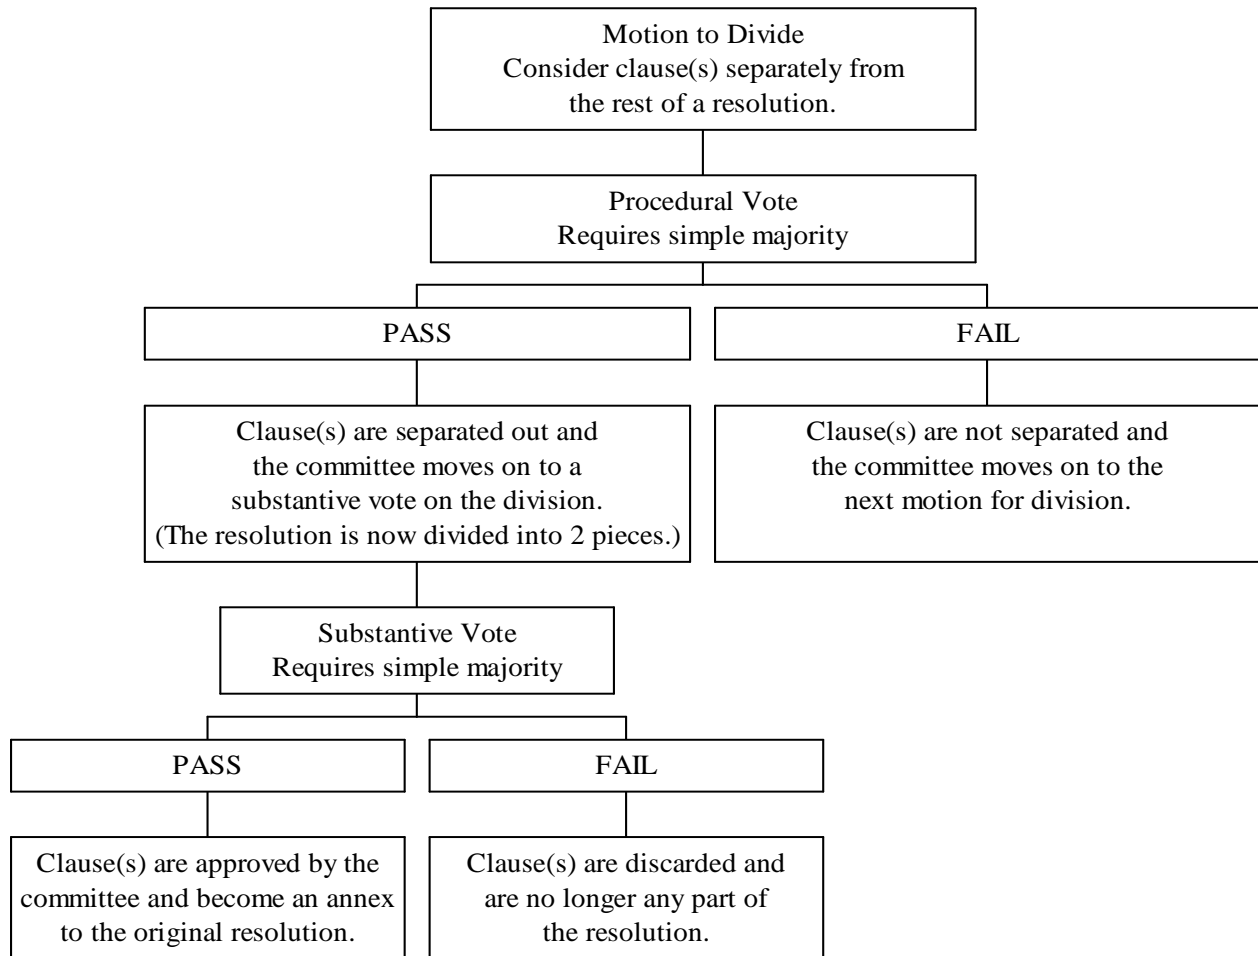 Motion to Divide
Consider clause(s) separately from
the rest of a resolution.
Procedural Vote
Requires simple majority
PASS
FAIL
Clause(s) are separated out and
the committee moves on to a
substantive vote on the division.
(The resolution is now divided into 2 pieces.)
Clause(s) are not separated and
the committee moves on to the
next motion for division.
Substantive Vote
Requires simple majority
PASS
FAIL
Clause(s) are approved by the
committee and become an annex
to the original resolution.
Clause(s) are discarded and
are no longer any part of
the resolution.